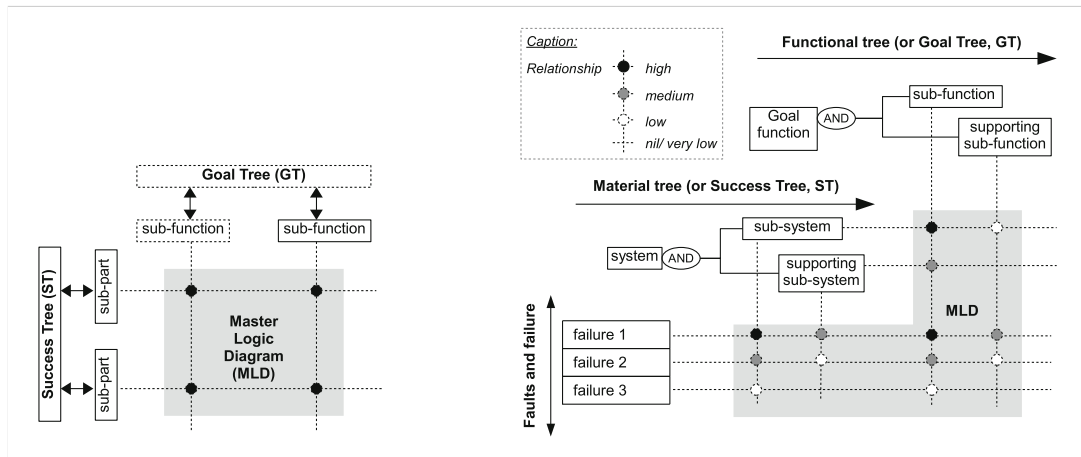 Goal Tree (GT)
sub-function
sub-function
Success Tree (ST)
sub-part
sub-part
Master
Logic
Diagram
(MLD)
Caption:
Relationship
high
medium
low
nil/ very low
Functional tree (or Goal Tree, GT)
Goal
function
AND
sub-function
supporting
sub-function
Material tree (or Success Tree, ST)
system
AND
sub-system
supporting
sub-system
MLD
Faults and failure
failure 1
failure 2
failure 3